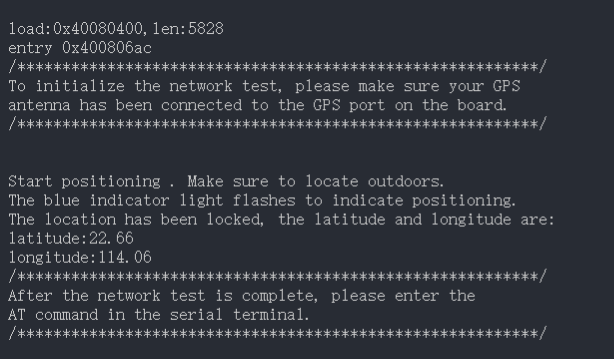 load:0x40080400,len:5828
entry 0x400806ac
/**********************************************************/
To initialize the network test, please make sure your GPS
antenna has been connected to the GPS port on the board.
/**********************************************************/
Start positioning . Make sure to locate outdoors.
The blue indicator light flashes to indicate positioning.
The location has been locked, the latitude and longitude are:
latitude:22.66
longitude:114.06
/**********************************************************/
After the network test is complete, please enter the
AT command in the serial terminal.
/**********************************************************/